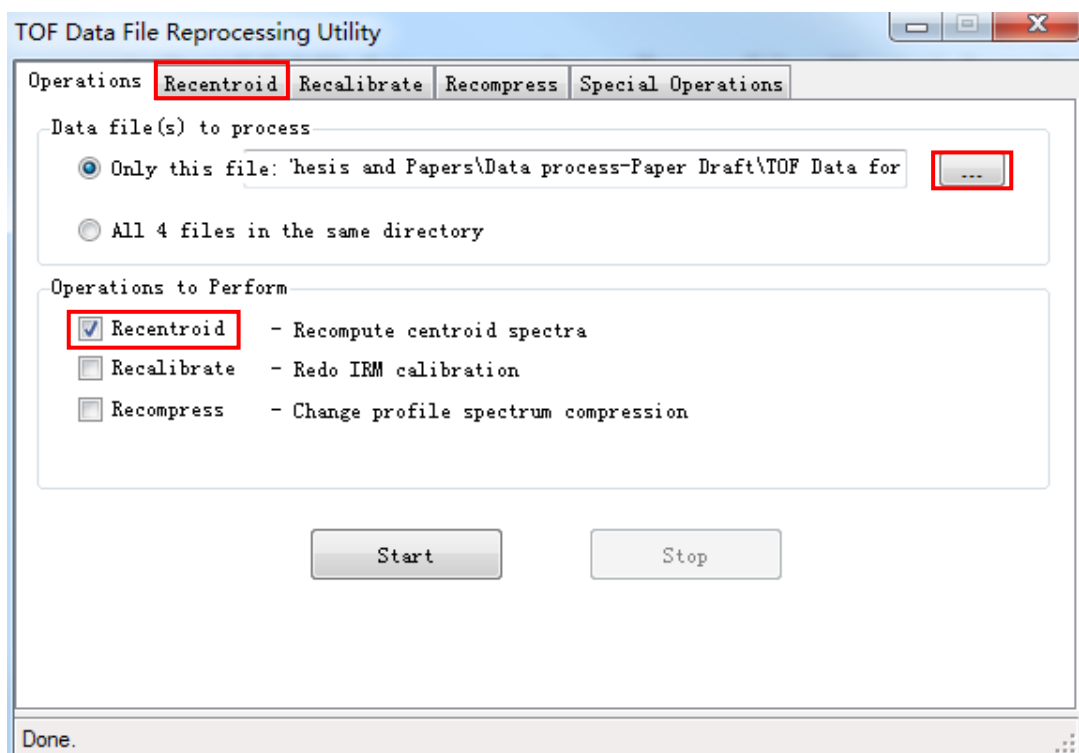 TOF Data File Reprocessing Utility
Operations Recentroid Recalibrate Recompress Special Operations
Data file(s) to process
Only this file: hesis and Papers\Data process-Paper Draft\TOF Data for ...
All 4 files in the same directory
Operations to Perform
Recentroid - Recompute centroid spectra
Recalibrate - Redo IRM calibration
Recompress - Change profile spectrum compression
Start Stop
Done.